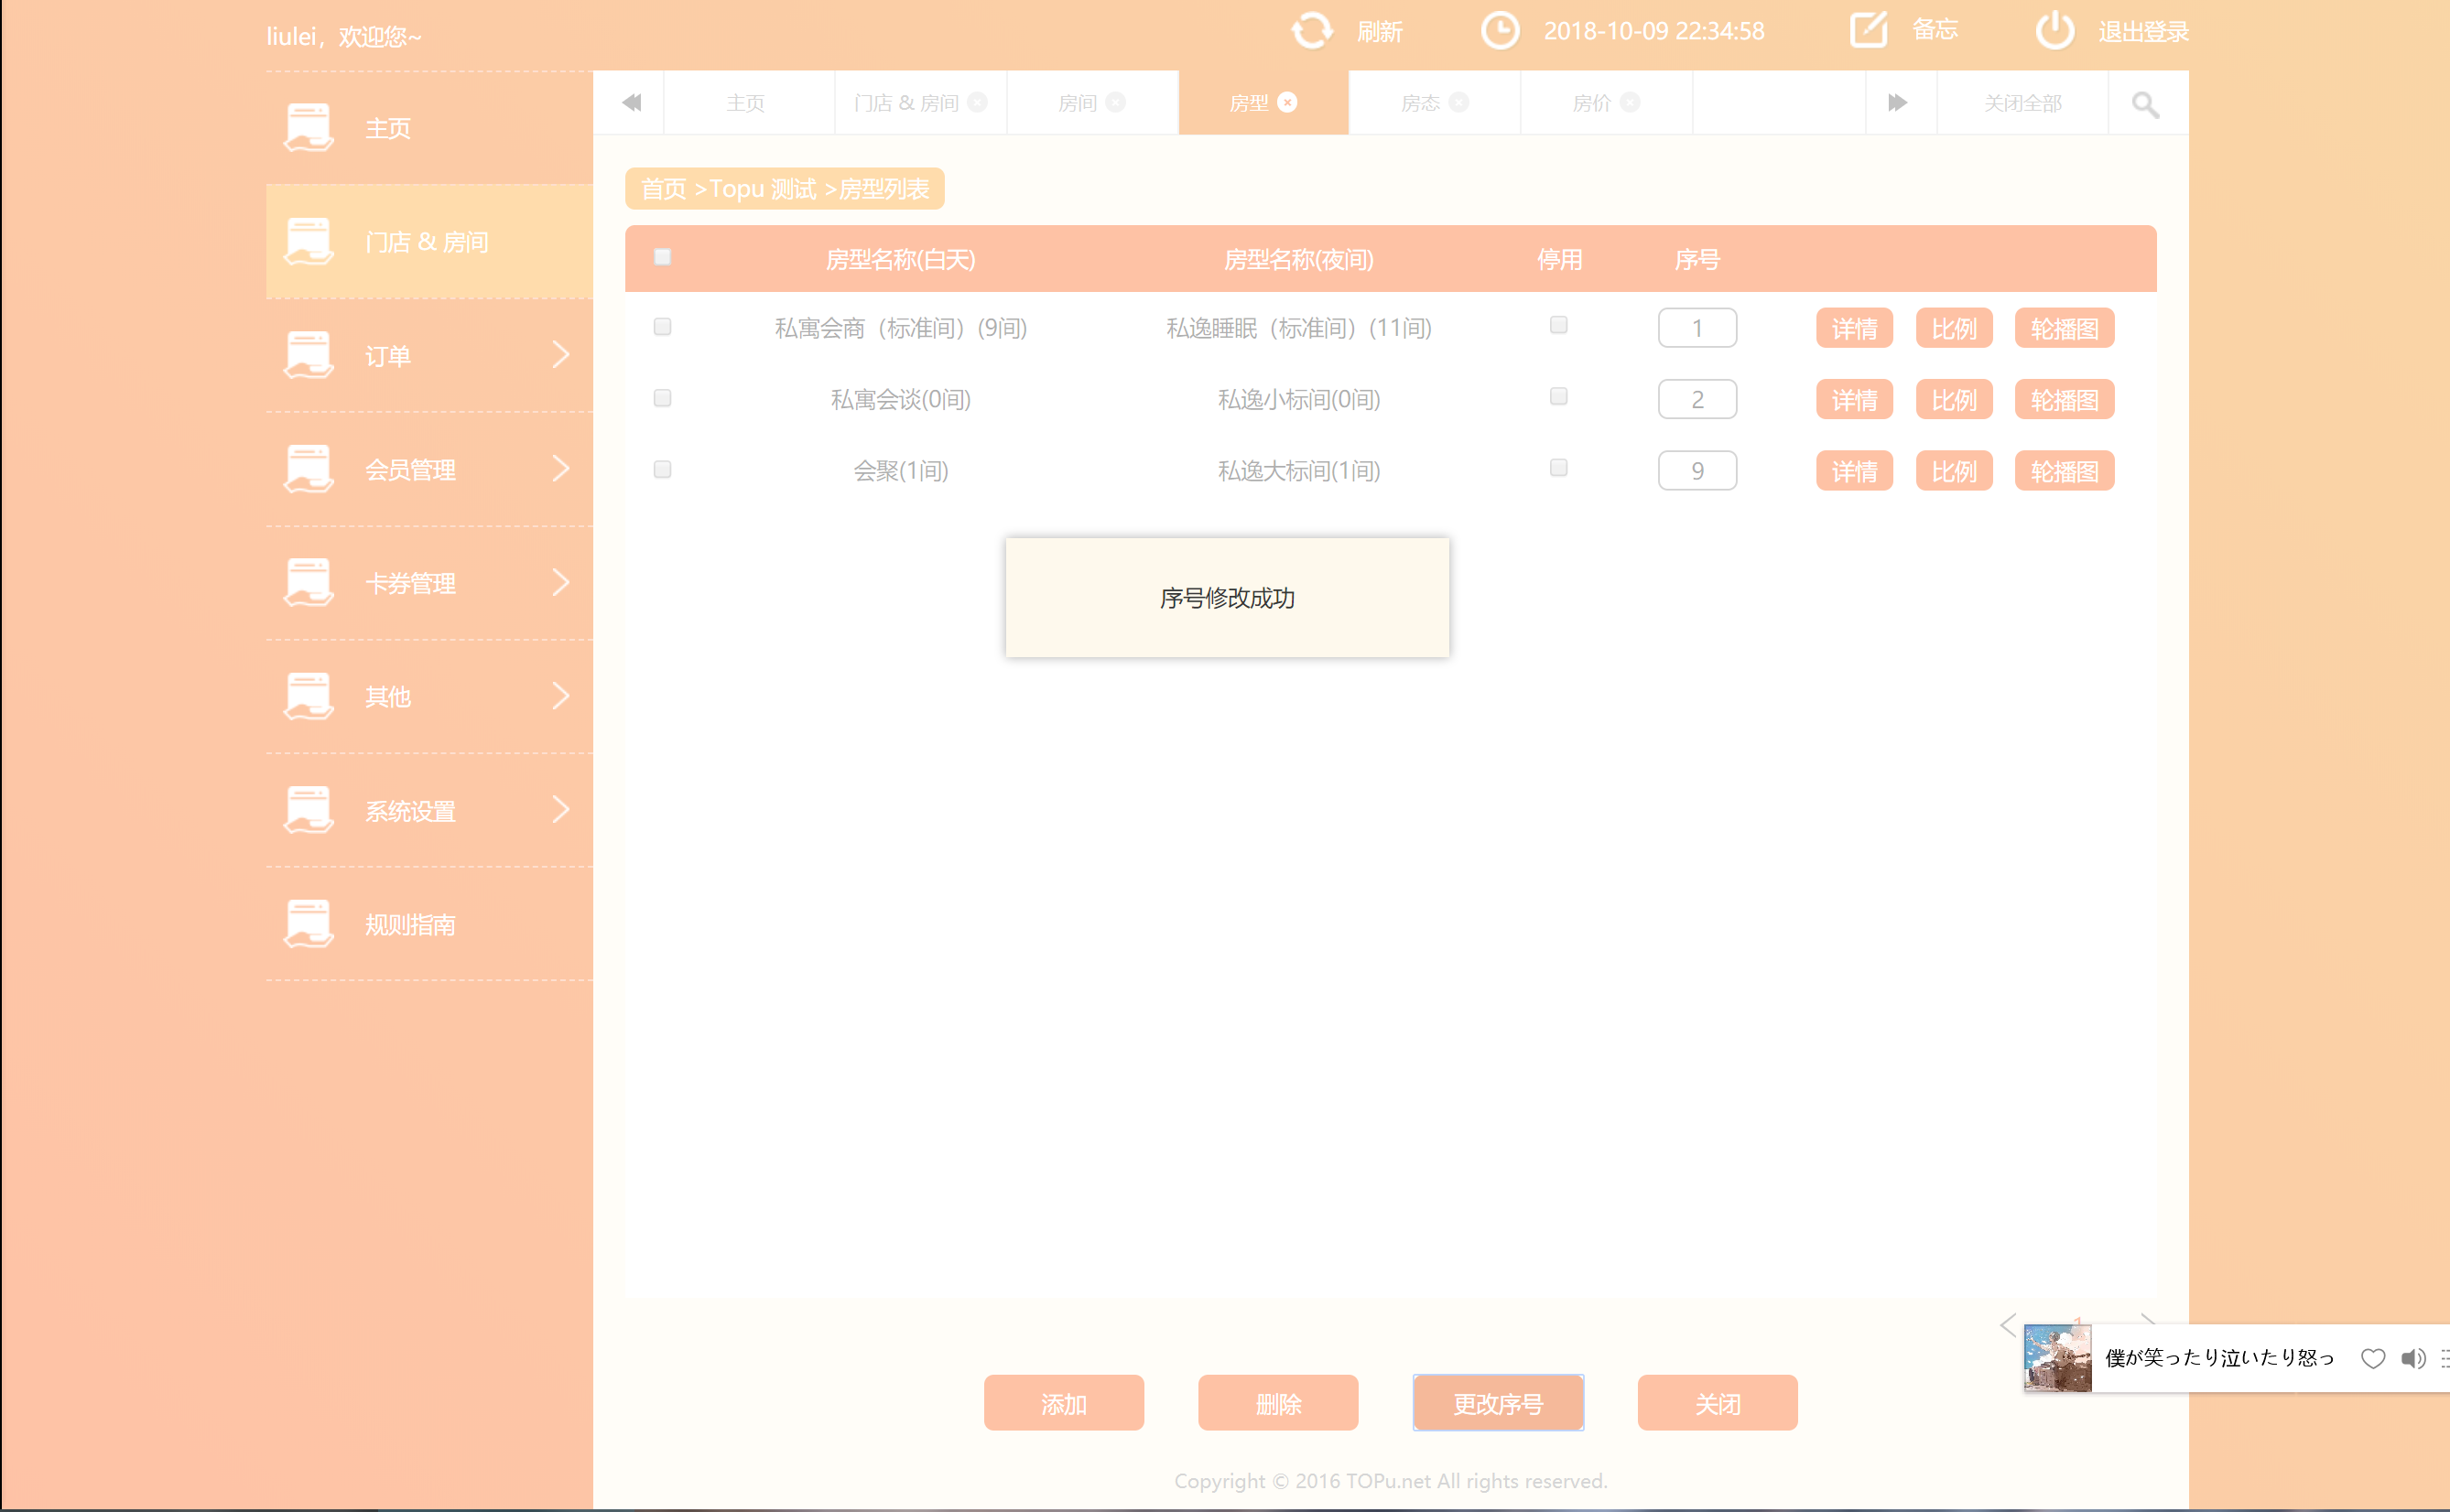 liulei，欢迎您~
刷新
2018-10-09 22:34:58
备忘
退出登录
主页
门店 & 房间
订单
会员管理
卡券管理
其他
系统设置
规则指南
主页
门店 & 房间
房间
房型
房态
房价
关闭全部
首页 >Topu 测试 >房型列表
房型名称(白天) 房型名称(夜间) 停用 序号
私寓会商（标准间）(9间) 私逸睡眠（标准间）(11间) 1 详情 比例 轮播图
私寓会谈(0间) 私逸小标间(0间) 2 详情 比例 轮播图
会聚(1间) 私逸大标间(1间) 9 详情 比例 轮播图
序号修改成功
僕が笑ったり泣いたり怒っ
添加
删除
更改序号
关闭
Copyright © 2016 TOPu.net All rights reserved.